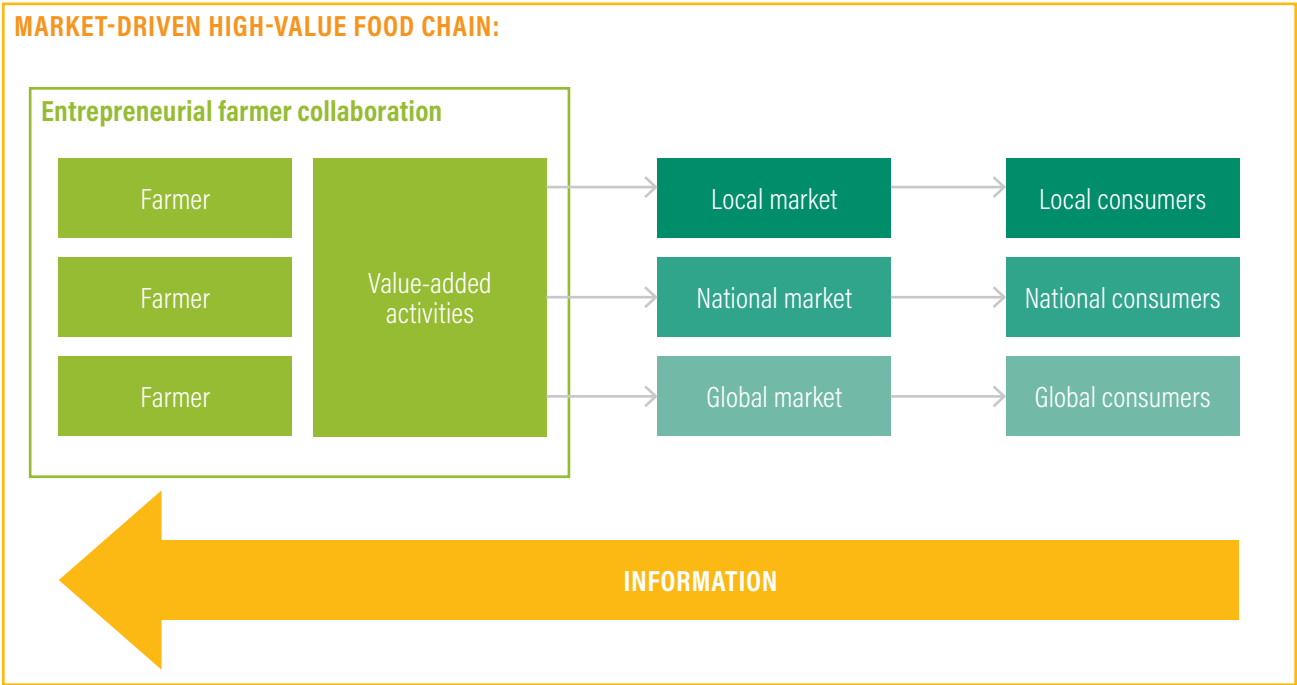 MARKET-DRIVEN HIGH-VALUE FOOD CHAIN:
Entrepreneurial farmer collaboration
Farmer
Farmer
Farmer
Value-added
activities
Local market
Local consumers
National market
National consumers
Global market
Global consumers
INFORMATION